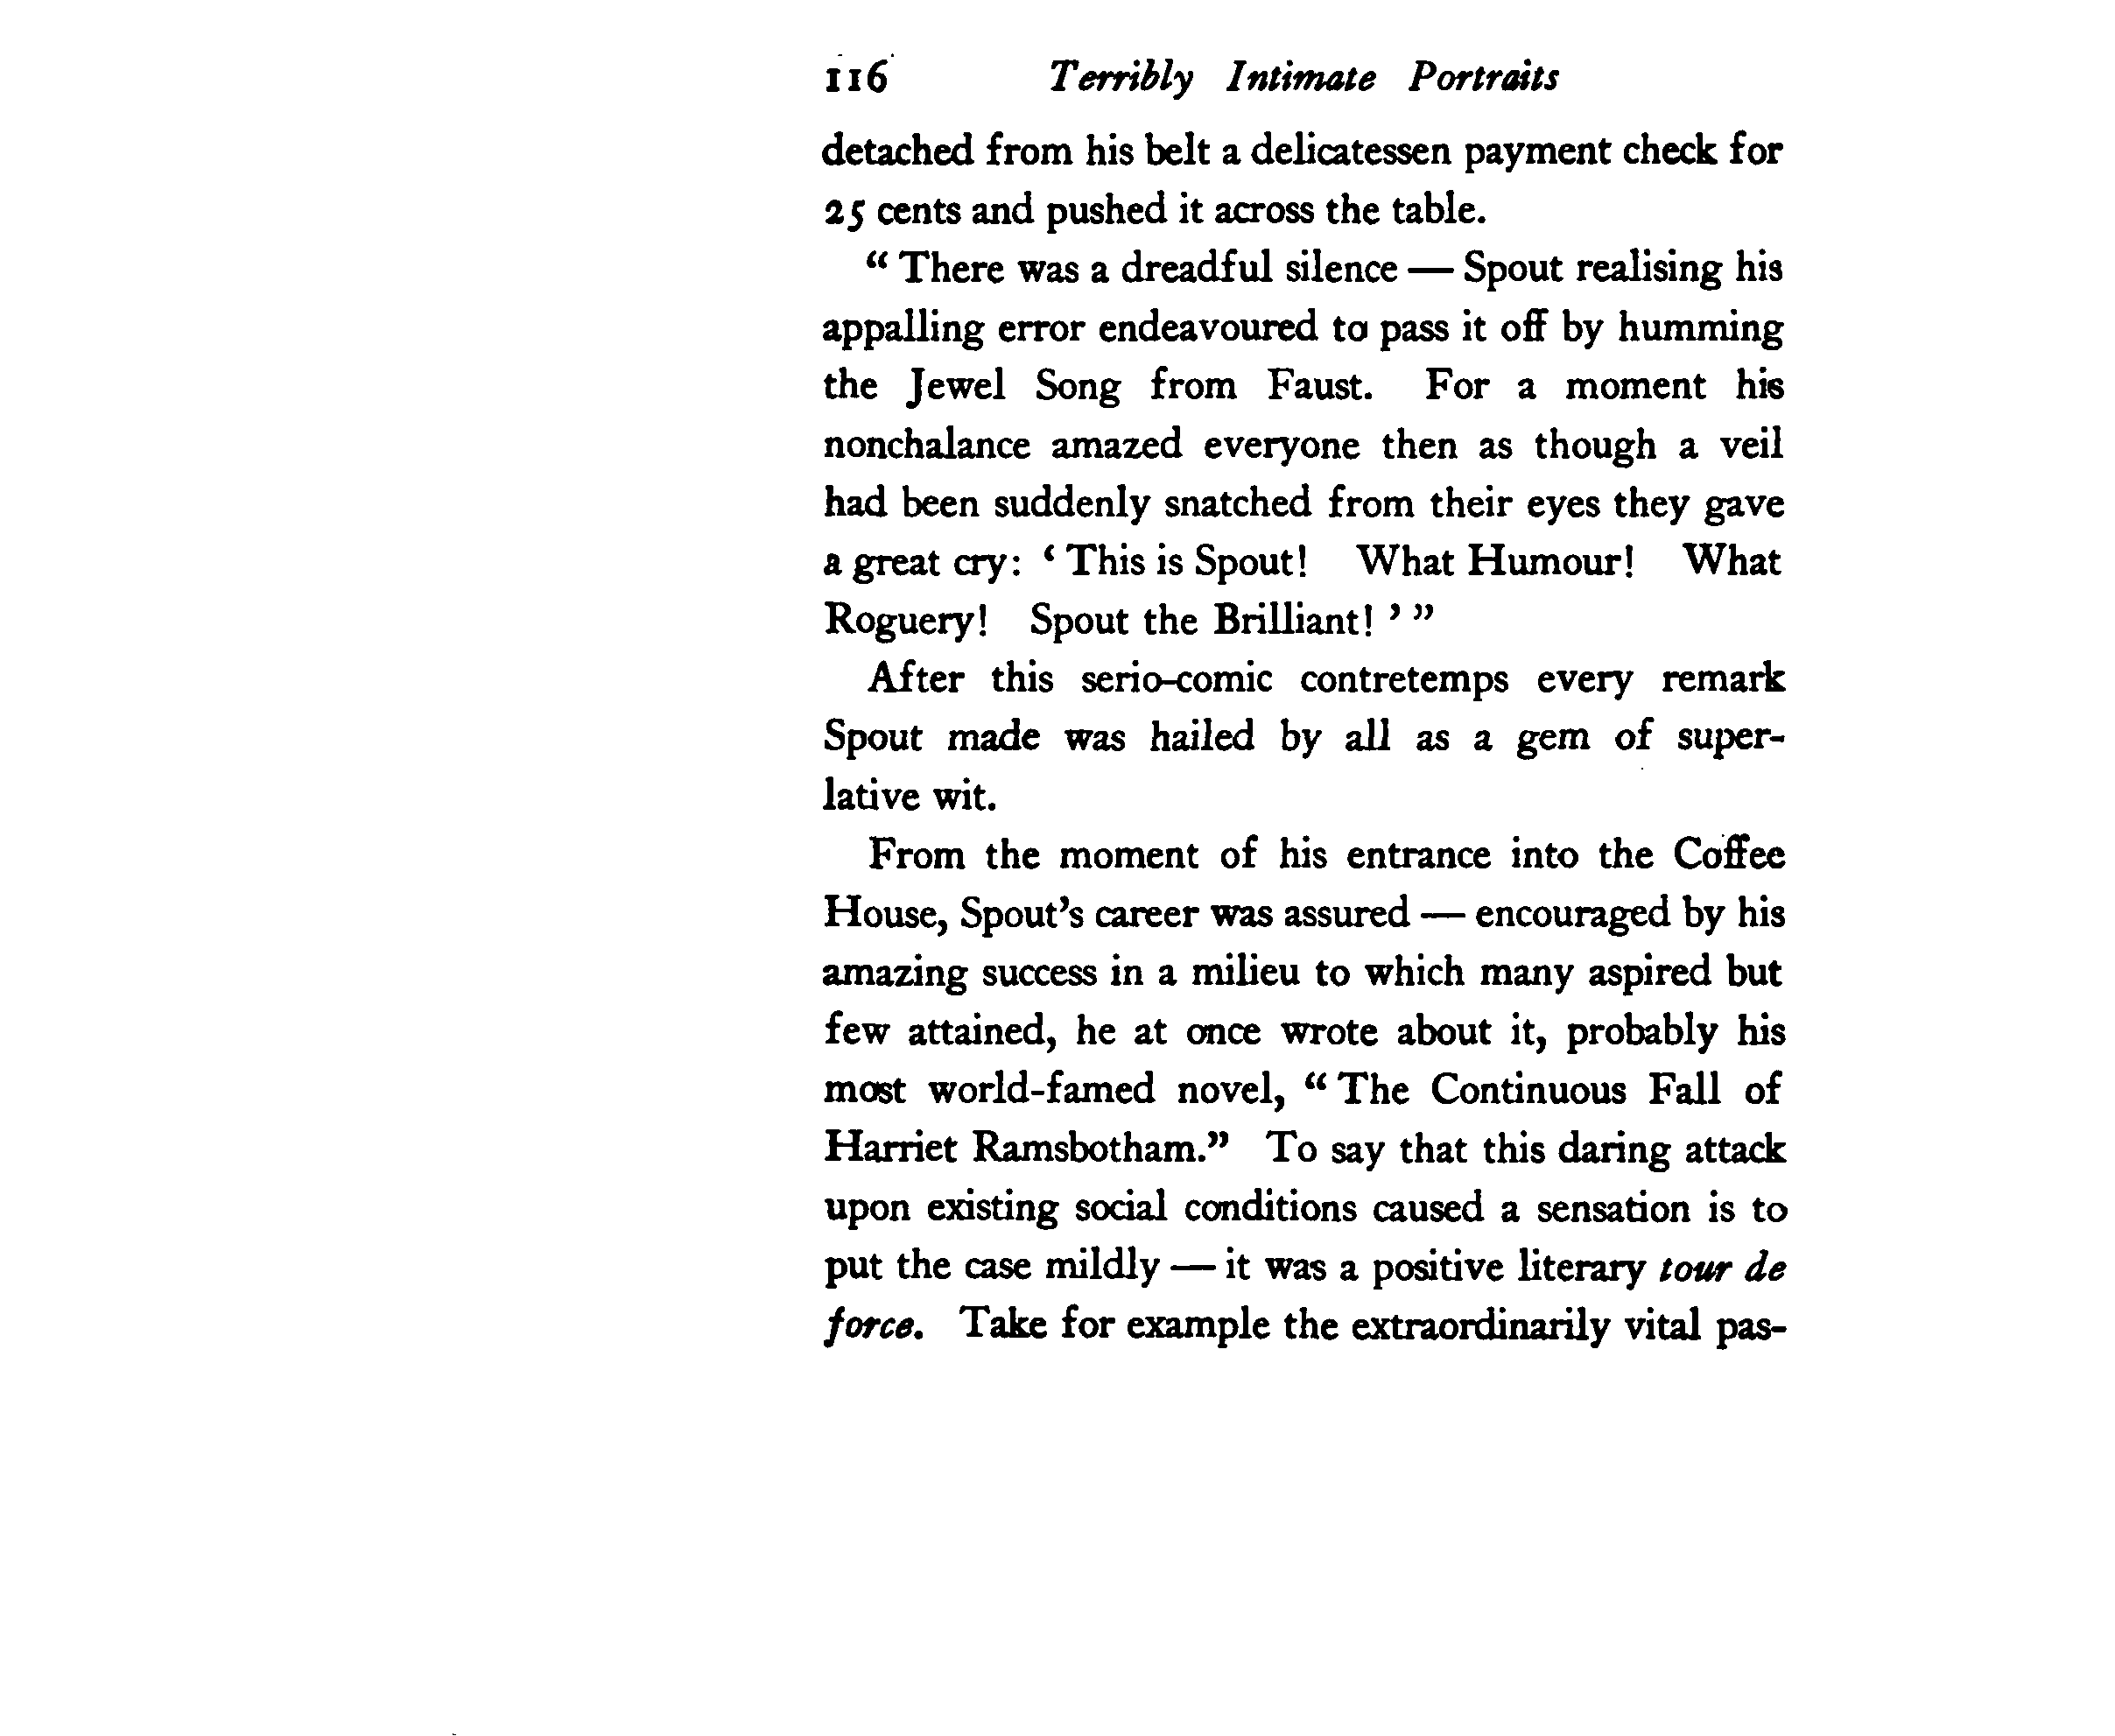 116 Terribly Intimate Portraits
detached from his belt a delicatessen payment check for
25 cents and pushed it across the table.
“ There was a dreadful silence — Spout realising his
appalling error endeavoured to pass it off by humming
the Jewel Song from Faust. For a moment his
nonchalance amazed everyone then as though a veil
had been suddenly snatched from their eyes they gave
a great cry: ‘ This is Spout! What Humour! What
Roguery! Spout the Brilliant! ’ ”
After this serio-comic contretemps every remark
Spout made was hailed by all as a gem of super-
lative wit.
From the moment of his entrance into the Coffee
House, Spout’s career was assured — encouraged by his
amazing success in a milieu to which many aspired but
few attained, he at once wrote about it, probably his
most world-famed novel, “ The Continuous Fall of
Harriet Ramsbotham.” To say that this daring attack
upon existing social conditions caused a sensation is to
put the case mildly — it was a positive literary tour de
force. Take for example the extraordinarily vital pas-